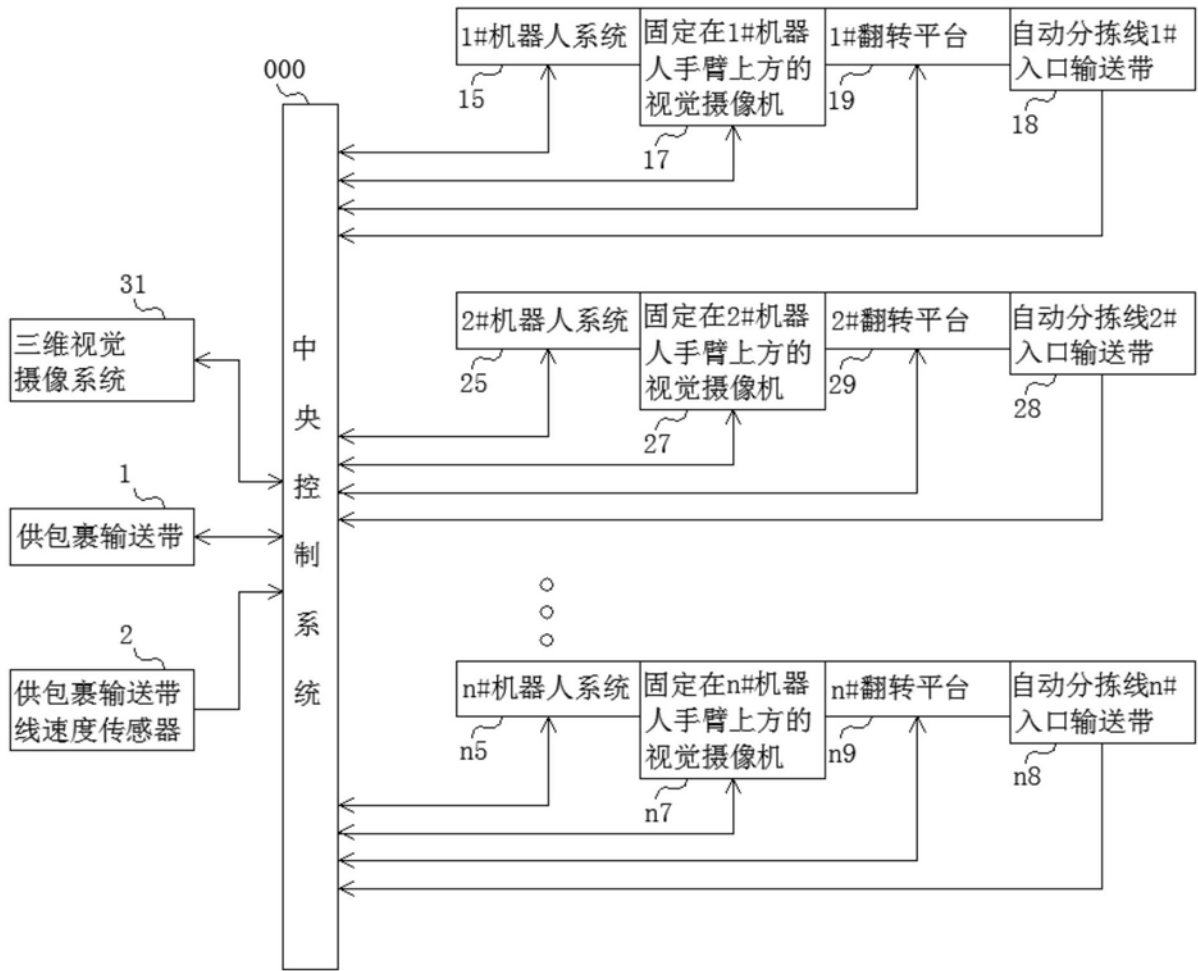 000
1#机器人系统
固定在1#机器
人手臂上方的
视觉摄像机
1#翻转平台
自动分拣线1#
入口输送带
15
17
19
18
31
三维视觉
摄像系统
1
供包裹输送带
2
供包裹输送带
线速度传感器
中
央
控
制
系
统
2#机器人系统
固定在2#机器
人手臂上方的
视觉摄像机
2#翻转平台
自动分拣线2#
入口输送带
25
27
29
28
n#机器人系统
固定在n#机器
人手臂上方的
视觉摄像机
n#翻转平台
自动分拣线n#
入口输送带
n5
n7
n9
n8